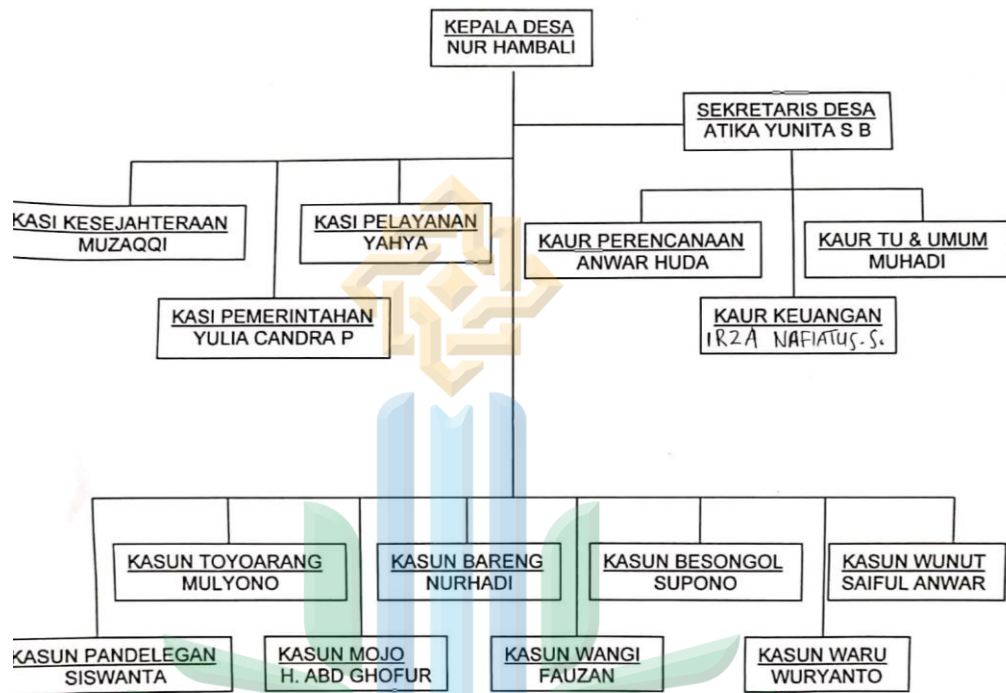 KEPALA DESA
NUR HAMBALI
SEKRETARIS DESA
ATIKA YUNITA S B
KASI KESEJAHTERAAN
MUZAQQI
KASI PELAYANAN
YAHYA
KAUR PERENCANAAN
ANWAR HUDA
KAUR TU & UMUM
MUHADI
KASI PEMERINTAHAN
YULIA CANDRA P
KAUR KEUANGAN
IRZA NAFIATUS.S.
KASUN TOYOARANG
MULYONO
KASUN BARENG
NURHADI
KASUN BESONGOL
SUPONO
KASUN WUNUT
SAIFUL ANWAR
KASUN PANDELEGAN
SISWANTA
KASUN MOJO
H. ABD GHOFUR
KASUN WANGI
FAUZAN
KASUN WARU
WURYANTO